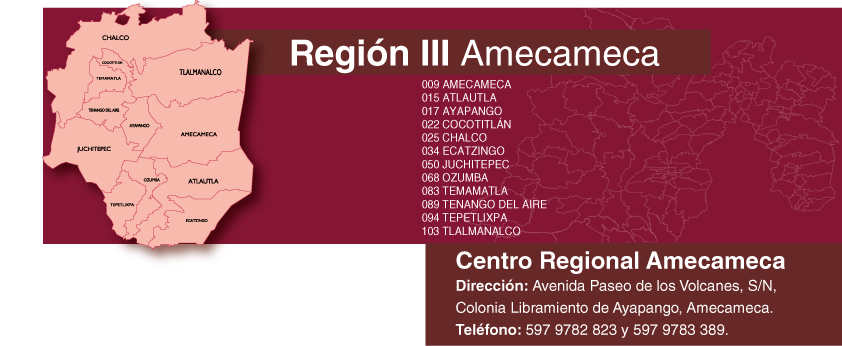 CHALCO
COCOTITLÁN
TEMAMATLA
TLALMANALCO
TENANGO DEL AIRE
AYAPANGO
AMECAMECA
JUCHITEPEC
OZUMBA
ATLAUTLA
TEPETLIXPA
ECATZINGO
Región III Amecameca
009 AMECAMECA
015 ATLAUTLA
017 AYAPANGO
022 COCOTITLÁN
025 CHALCO
034 ECATZINGO
050 JUCHITEPEC
068 OZUMBA
083 TEMAMATLA
089 TENANGO DEL AIRE
094 TEPETLIXPA
103 TLALMANALCO
Centro Regional Amecameca
Dirección: Avenida Paseo de los Volcanes, S/N,
Colonia Libramiento de Ayapango, Amecameca.
Teléfono: 597 9782 823 y 597 9783 389.